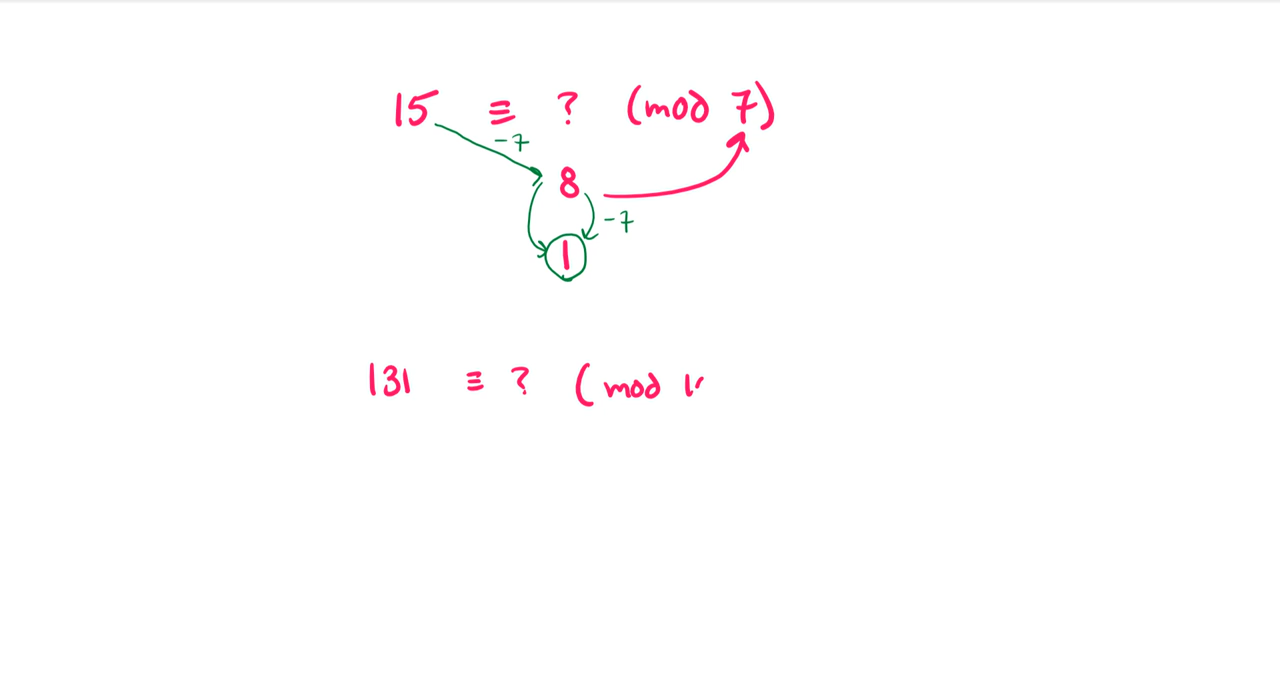 15 ≡ ? (mod 7)
-7
8
-7
1
131 ≡ ? (mod